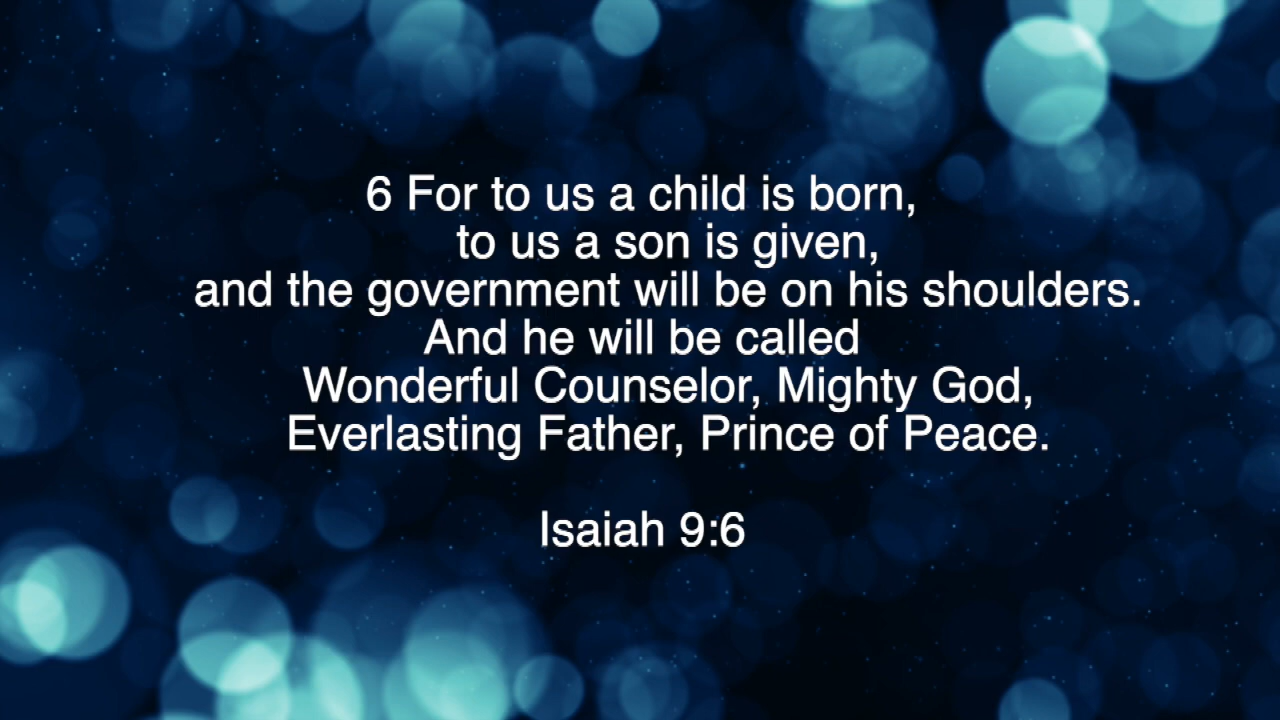 6 For to us a child is born,
to us a son is given,
and the government will be on his shoulders.
And he will be called
Wonderful Counselor, Mighty God,
Everlasting Father, Prince of Peace.
Isaiah 9:6